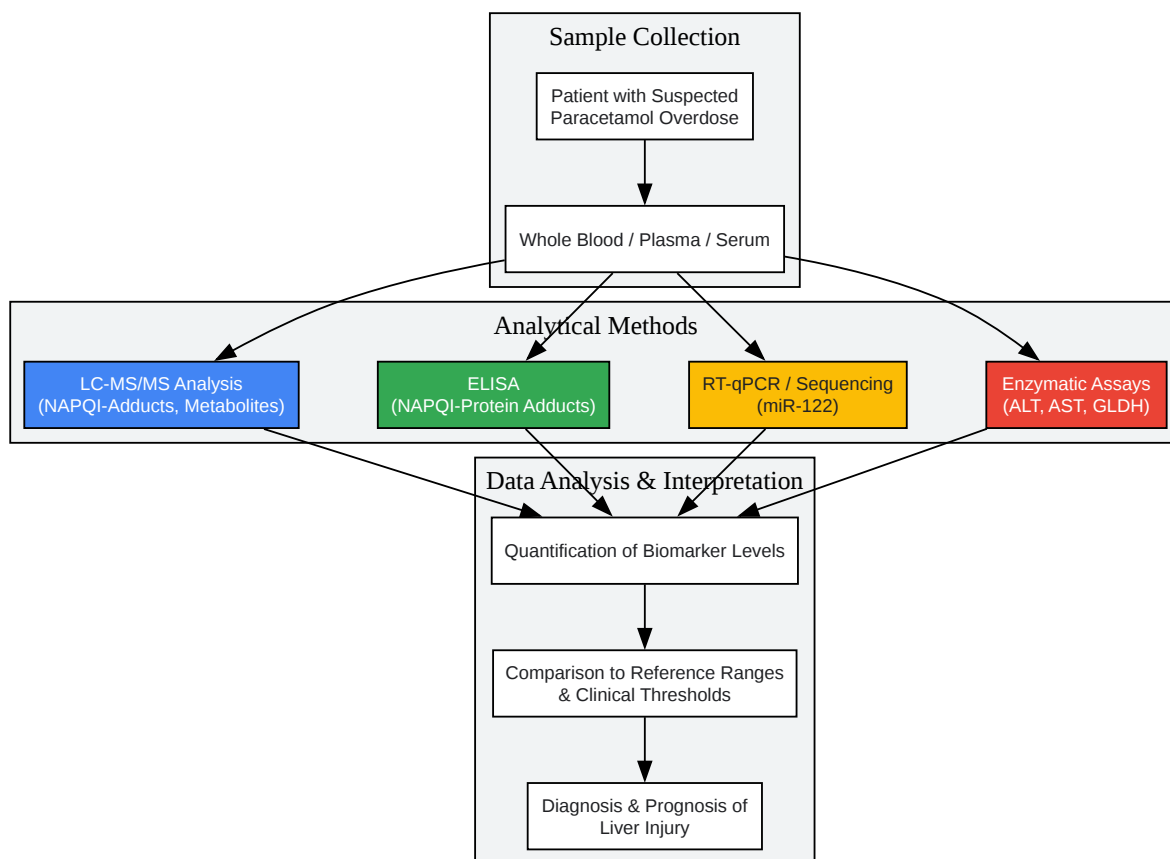 Sample Collection
Patient with Suspected
Paracetamol Overdose
Whole Blood / Plasma / Serum
Analytical Methods
LC-MS/MS Analysis
(NAPQI-Adducts, Metabolites)
ELISA
(NAPQI-Protein Adducts)
RT-qPCR / Sequencing
(miR-122)
Enzymatic Assays
(ALT, AST, GLDH)
Data Analysis & Interpretation
Quantification of Biomarker Levels
Comparison to Reference Ranges
& Clinical Thresholds
Diagnosis & Prognosis of
Liver Injury